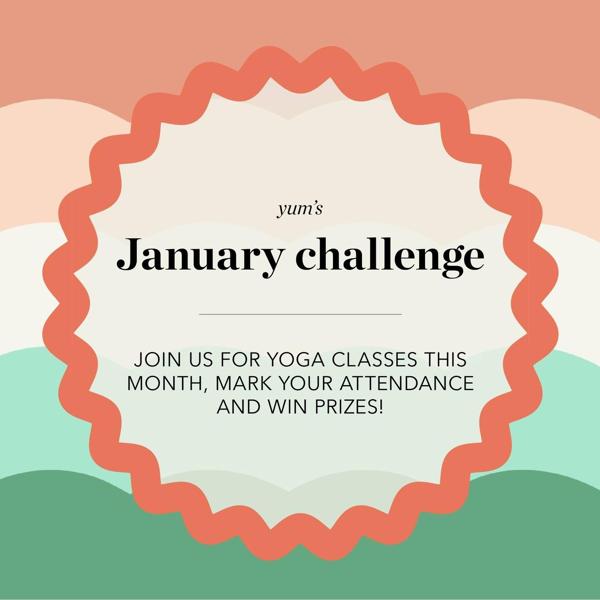 yum's
January challenge
JOIN US FOR YOGA CLASSES THIS
MONTH, MARK YOUR ATTENDANCE
AND WIN PRIZES!